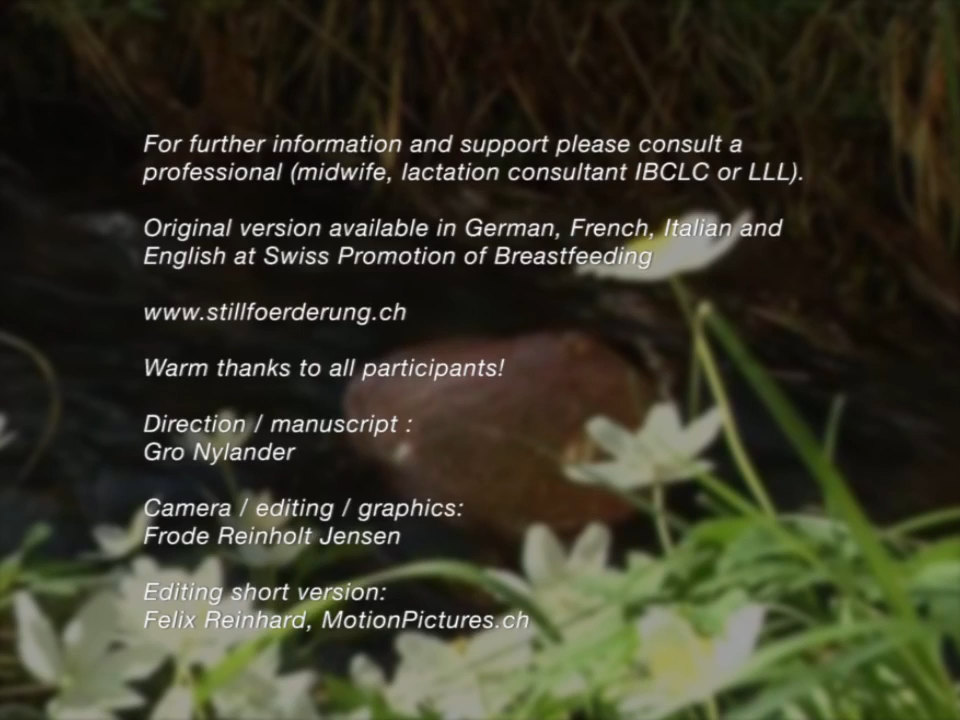 For further information and support please consult a
professional (midwife, lactation consultant IBCLC or LLL).
Original version available in German, French, Italian and
English at Swiss Promotion of Breastfeeding
www.stillfoerderung.ch
Warm thanks to all participants!
Direction / manuscript :
Gro Nylander
Camera / editing / graphics:
Frode Reinholt Jensen
Editing short version:
Felix Reinhard, MotionPictures.ch